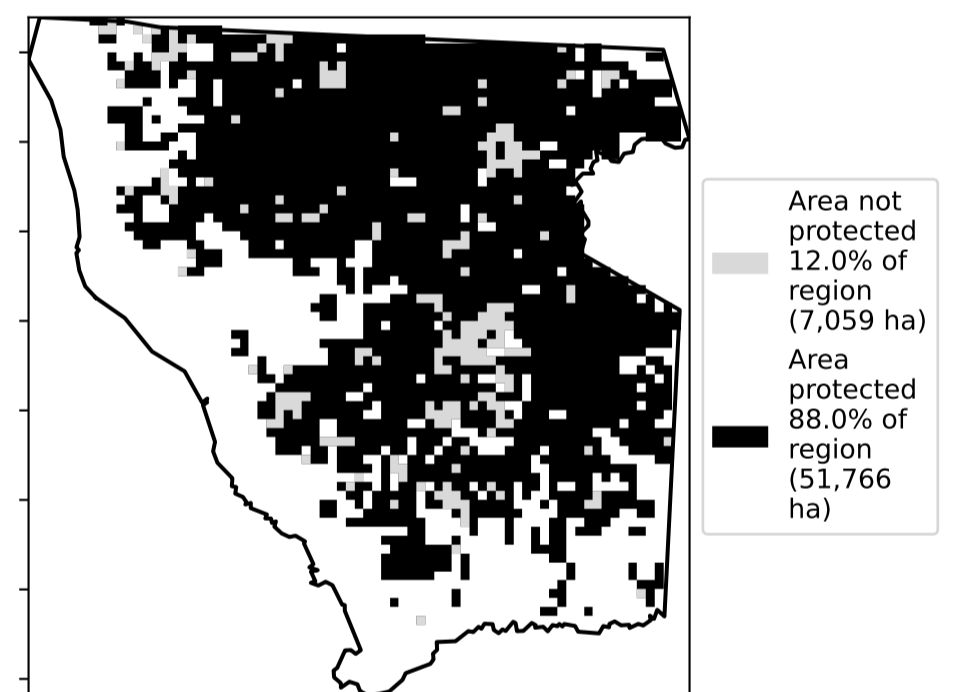 Area not
protected
12.0% of
region
(7,059 ha)
Area
protected
88.0% of
region
(51,766
ha)